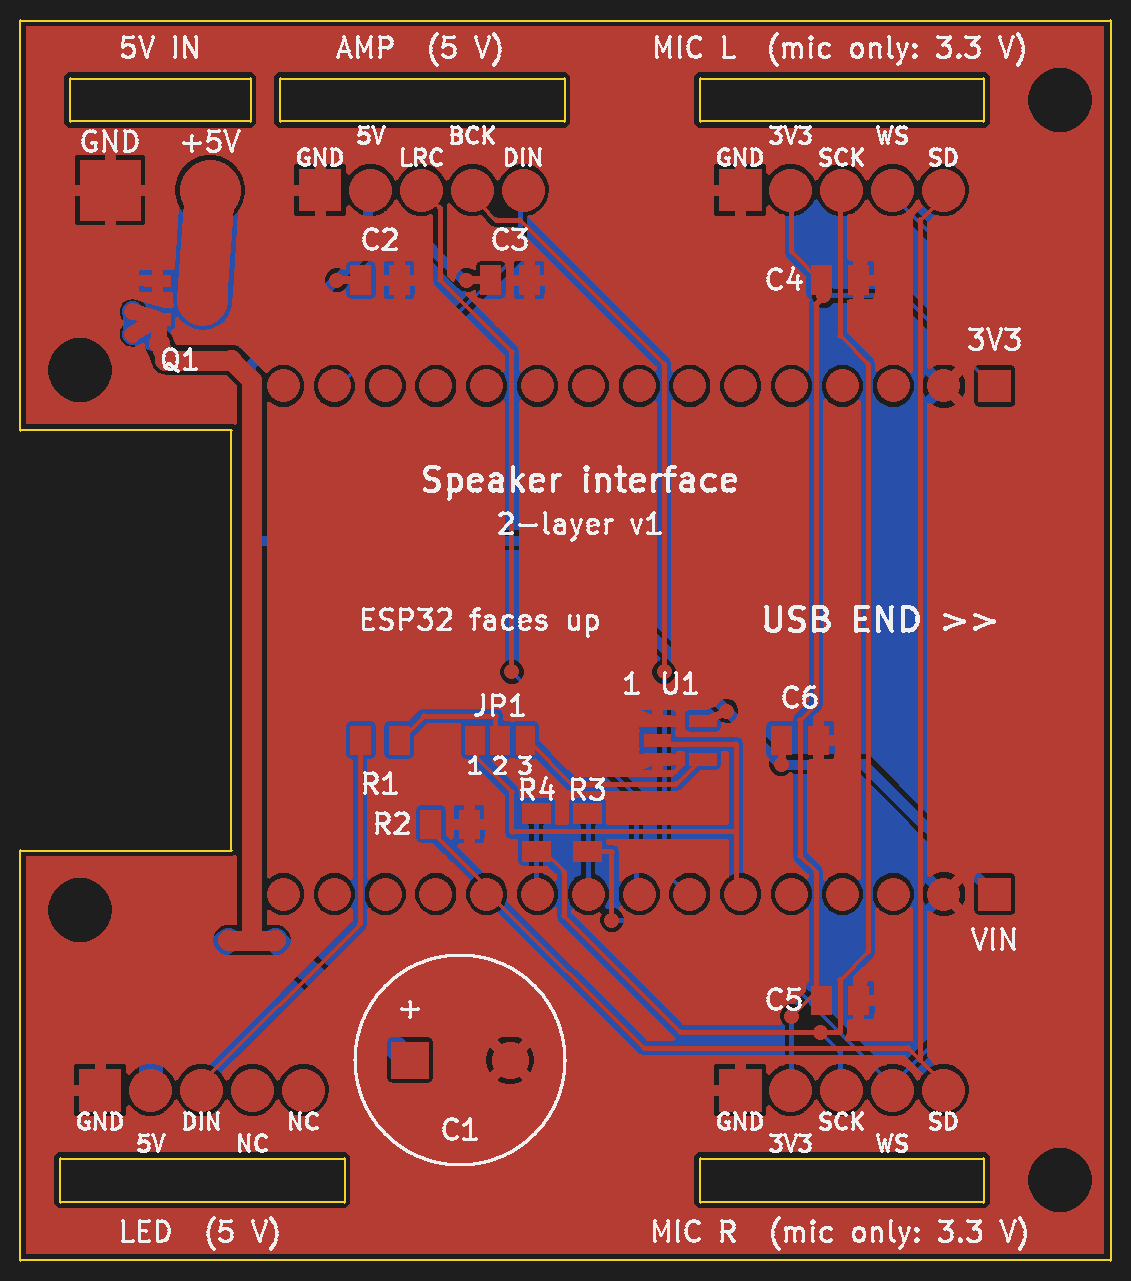 5V IN
AMP (5 V)
MIC L (mic only: 3.3 V)
GND +5V
5V BCK
GND LRC DIN
3V3 WS
GND SCK SD
C2 C3
C4
Q1
3V3
Speaker interface
2-layer v1
ESP32 faces up
USB END >>
1 U1
JP1
C6
1 2 3
R1
R4 R3
R2
VIN
C5
+
C1
GND DIN NC
5V NC
GND SCK SD
3V3 WS
LED (5 V)
MIC R (mic only: 3.3 V)